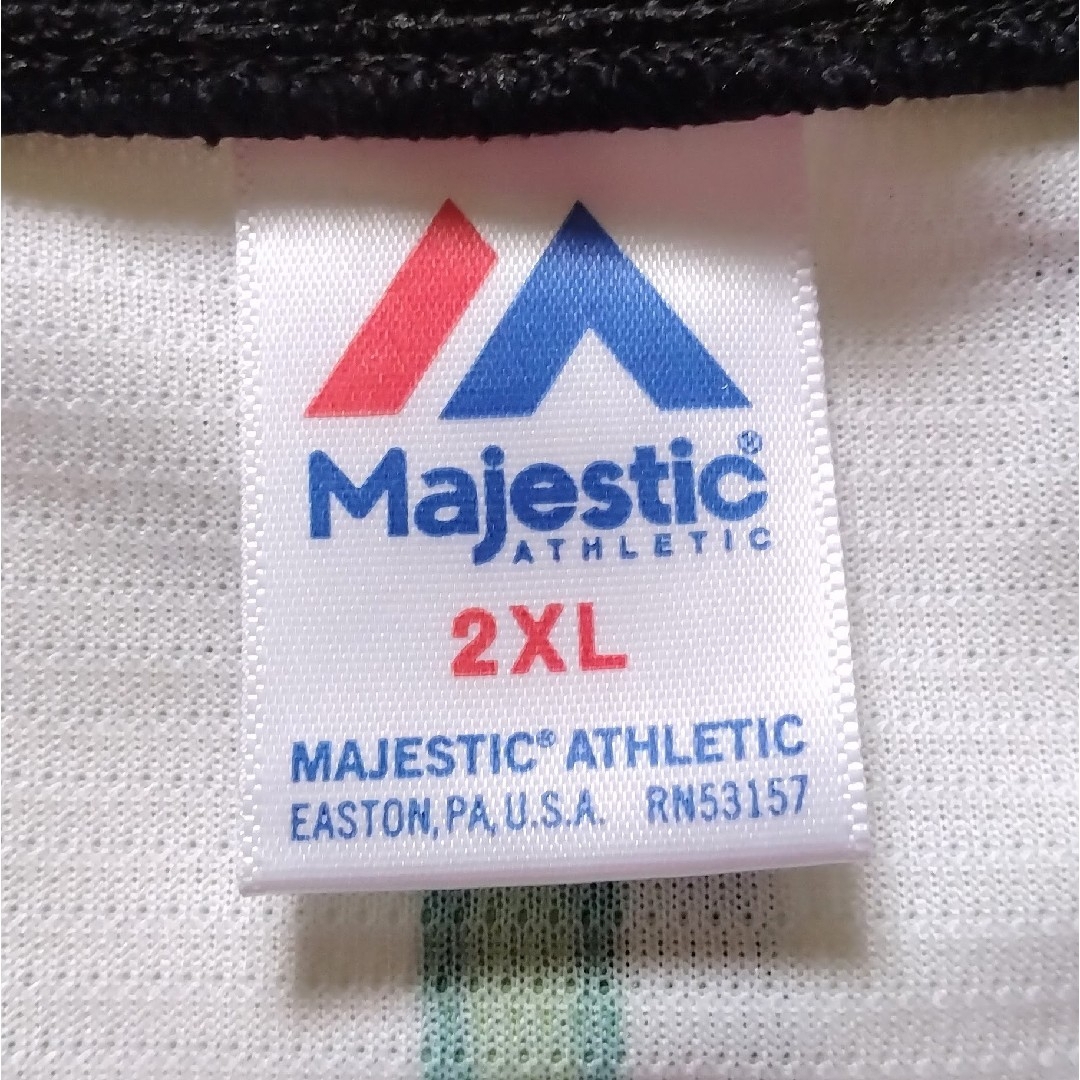 Majestic®
ATHLETIC
2XL
MAJESTIC® ATHLETIC
EASTON, PA, U.S.A. RN53157